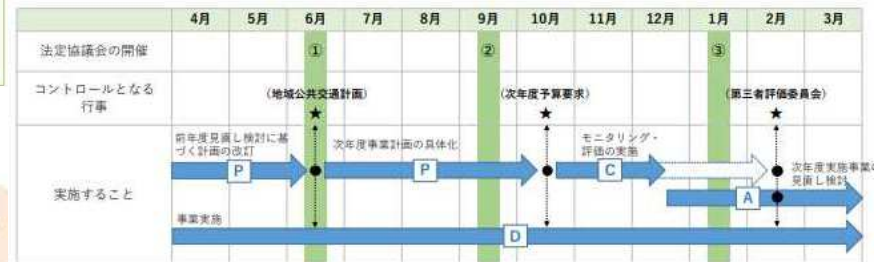 4月 5月 6月 7月 8月 9月 10月 11月 12月 1月 2月 3月
法定協議会の開催 ① ② ③
コントロールとなる
行事
(地域公共交通計画) (次年度予算要求) (第三者評価委員会)
★ ★ ★
実施すること
前年度見直し検討に基
づく計画の改訂
P
次年度事業計画の具体化
P
モニタリング・
評価の実施
C
次年度実施事業の
見直し検討
A
事業実施
D